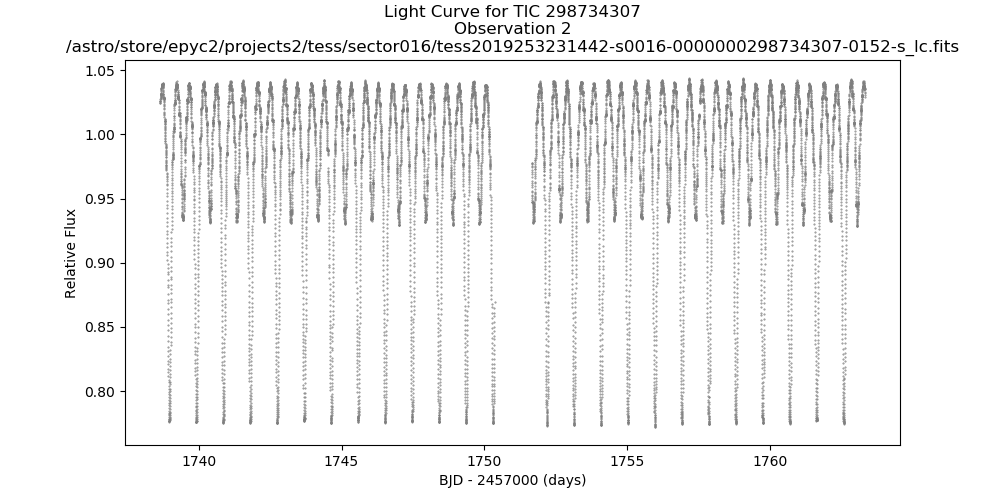 Light Curve for TIC 298734307
Observation 2
/astro/store/epyc2/projects2/tess/sector016/tess2019253231442-s0016-0000000298734307-0152-s_lc.fits
1.05
1.00
0.95
0.90
0.85
0.80
Relative Flux
1740
1745
1750
1755
1760
BJD - 2457000 (days)